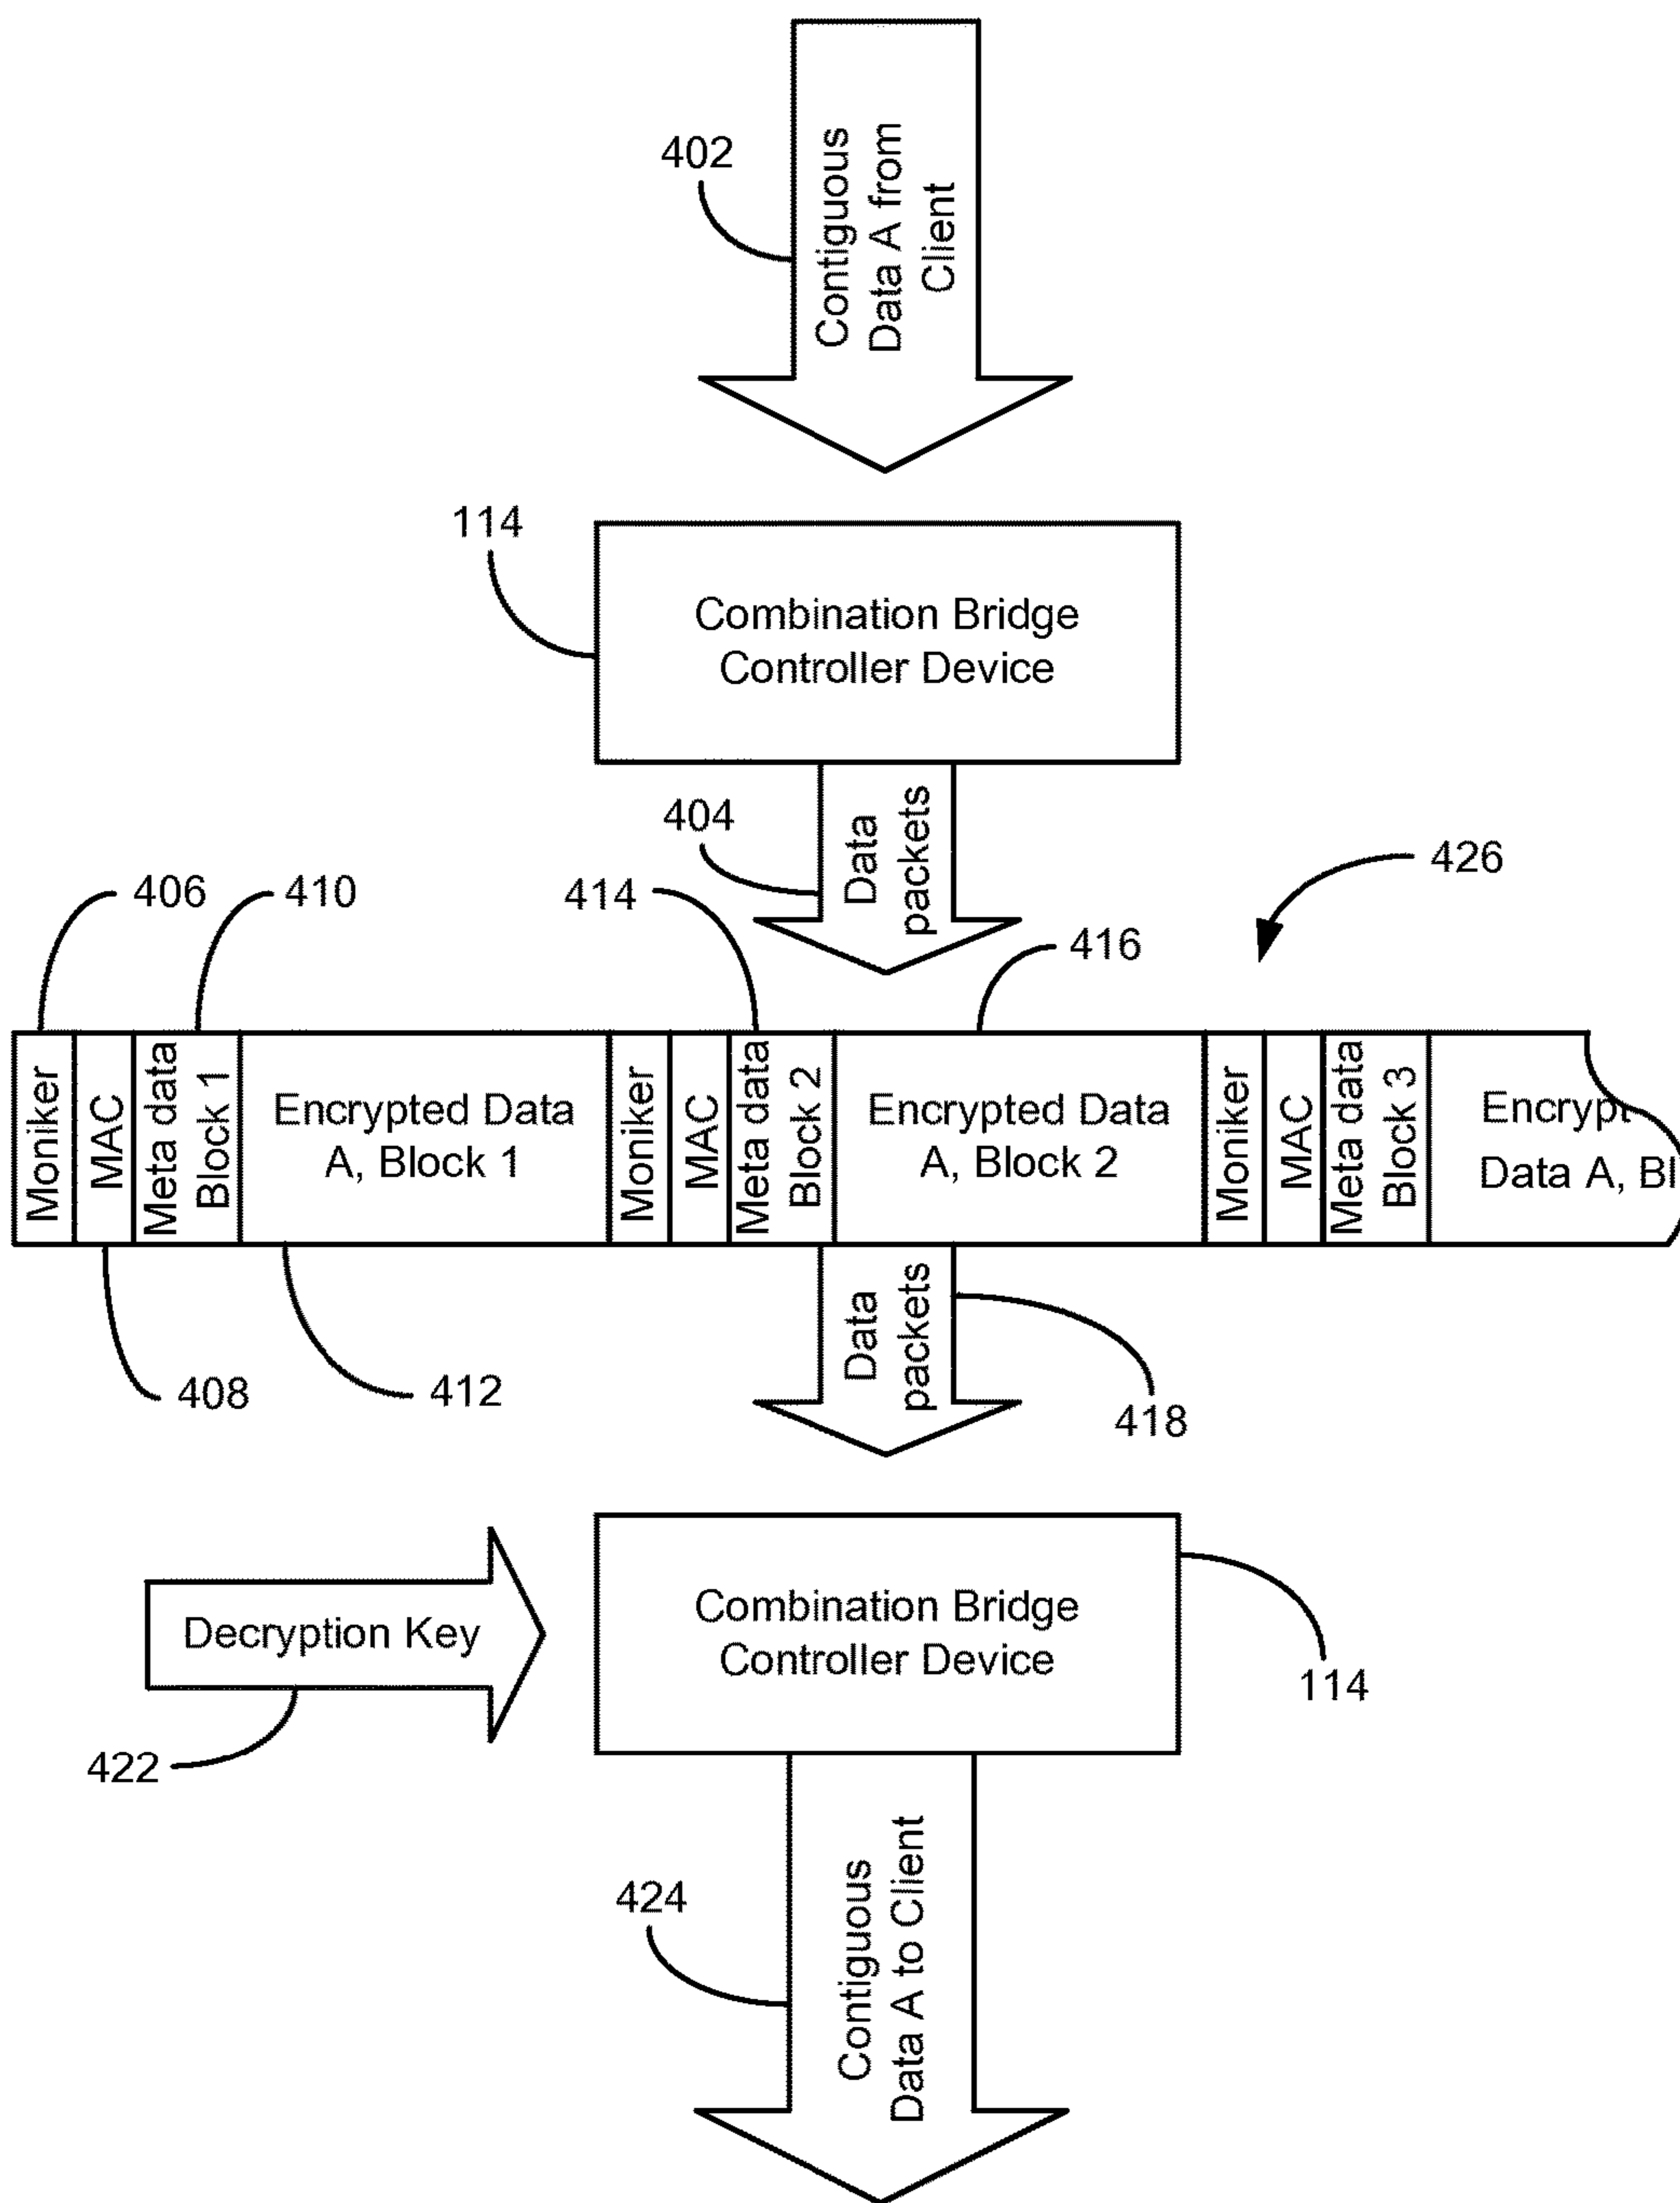 402
Contiguous
Data A from
Client
114
Combination Bridge
Controller Device
404
Data
packets
426
406
410
414
416
Moniker
MAC
Meta data
Block 1
Encrypted Data
A, Block 1
Moniker
MAC
Meta data
Block 2
Encrypted Data
A, Block 2
Moniker
MAC
Meta data
Block 3
Encrypt
Data A, Bl
408
412
Data
packets
418
Decryption Key
422
Combination Bridge
Controller Device
114
424
Contiguous
Data A to Client